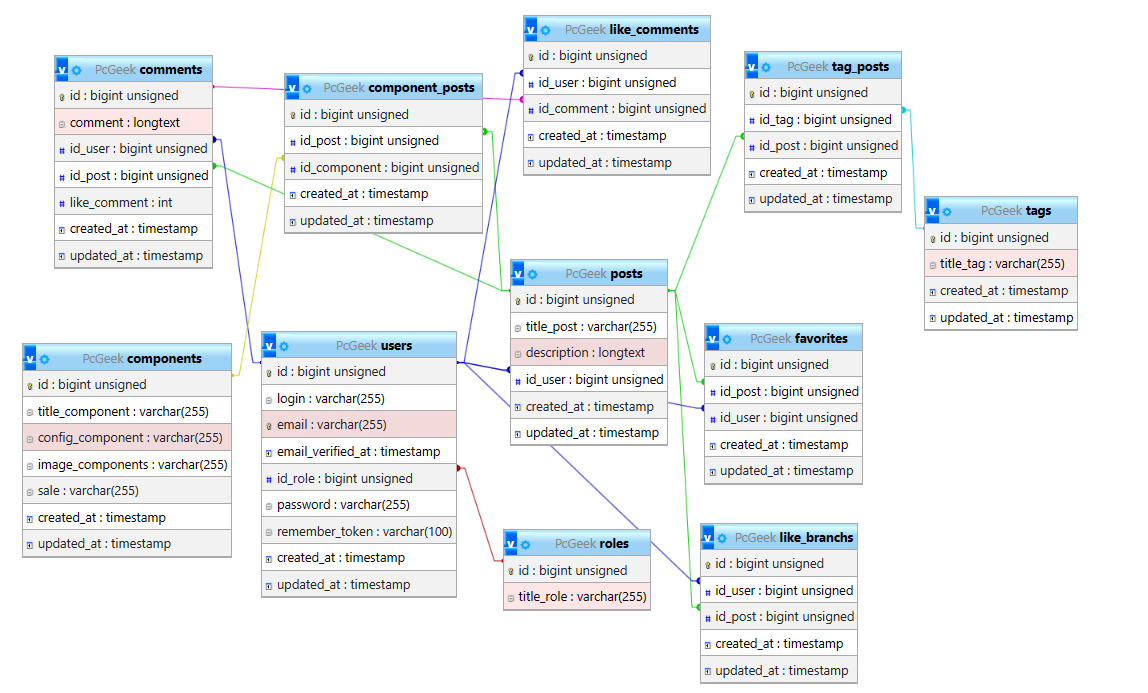 PcGeek comments
id : bigint unsigned
comment : longtext
id_user : bigint unsigned
id_post : bigint unsigned
like_comment : int
created_at : timestamp
updated_at : timestamp
PcGeek component_posts
id : bigint unsigned
id_post : bigint unsigned
id_component : bigint unsigned
created_at : timestamp
updated_at : timestamp
PcGeek like_comments
id : bigint unsigned
id_user : bigint unsigned
id_comment : bigint unsigned
created_at : timestamp
updated_at : timestamp
PcGeek tag_posts
id : bigint unsigned
id_tag : bigint unsigned
id_post : bigint unsigned
created_at : timestamp
updated_at : timestamp
PcGeek tags
id : bigint unsigned
title_tag : varchar(255)
created_at : timestamp
updated_at : timestamp
PcGeek posts
id : bigint unsigned
title_post : varchar(255)
description : longtext
id_user : bigint unsigned
created_at : timestamp
updated_at : timestamp
PcGeek favorites
id : bigint unsigned
id_post : bigint unsigned
id_user : bigint unsigned
created_at : timestamp
updated_at : timestamp
PcGeek components
id : bigint unsigned
title_component : varchar(255)
config_component : varchar(255)
image_components : varchar(255)
sale : varchar(255)
created_at : timestamp
updated_at : timestamp
PcGeek users
id : bigint unsigned
login : varchar(255)
email : varchar(255)
email_verified_at : timestamp
id_role : bigint unsigned
password : varchar(255)
remember_token : varchar(100)
created_at : timestamp
updated_at : timestamp
PcGeek roles
id : bigint unsigned
title_role : varchar(255)
PcGeek like_branchs
id : bigint unsigned
id_user : bigint unsigned
id_post : bigint unsigned
created_at : timestamp
updated_at : timestamp